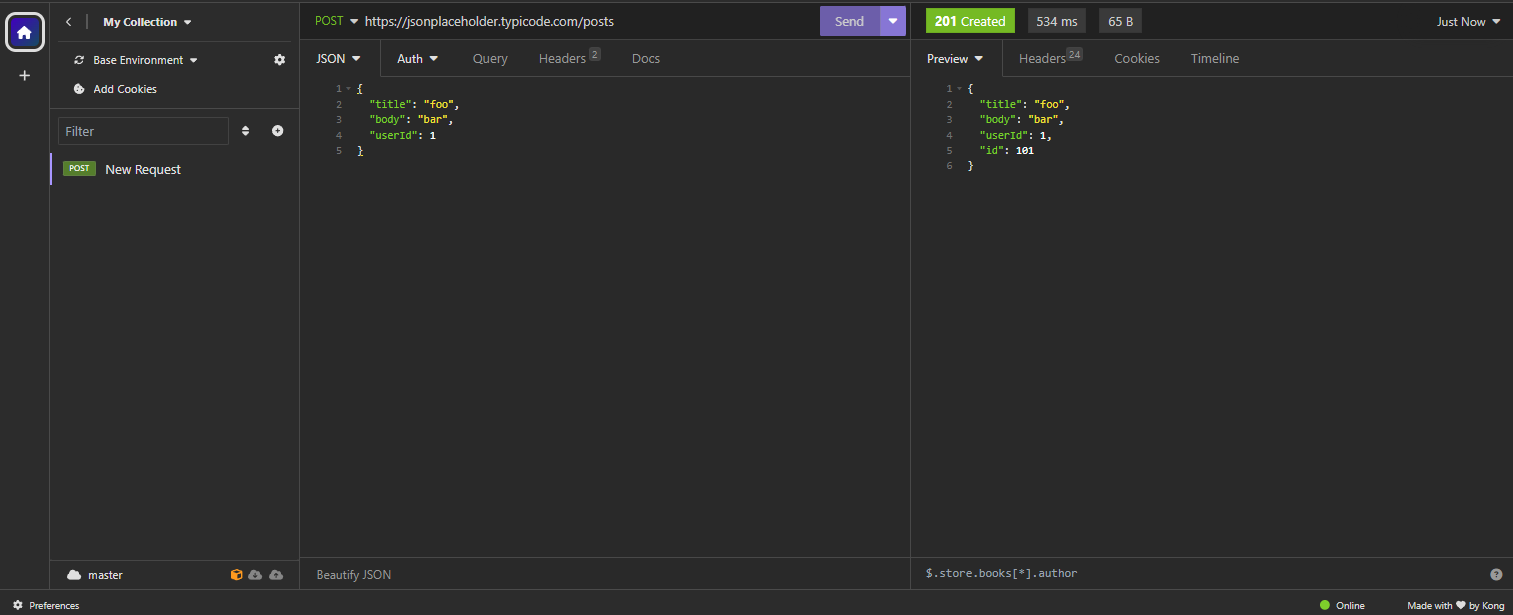 My Collection
Base Environment
Add Cookies
Filter
POST New Request
master
Preferences
POST https://jsonplaceholder.typicode.com/posts Send
JSON Auth Query Headers 2 Docs
1 {
2 "title": "foo",
3 "body": "bar",
4 "userId": 1
5 }
Beautify JSON
201 Created 534 ms 65 B Just Now
Preview Headers 24 Cookies Timeline
1 {
2 "title": "foo",
3 "body": "bar",
4 "userId": 1,
5 "id": 101
6 }
$.store.books[*].author ?
Online Made with ♥ by Kong